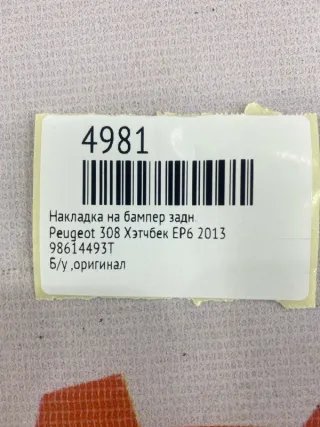 4981
Накладка на бампер задн.
Peugeot 308 Хэтчбек EP6 2013
98614493T
Б/у ,оригинал